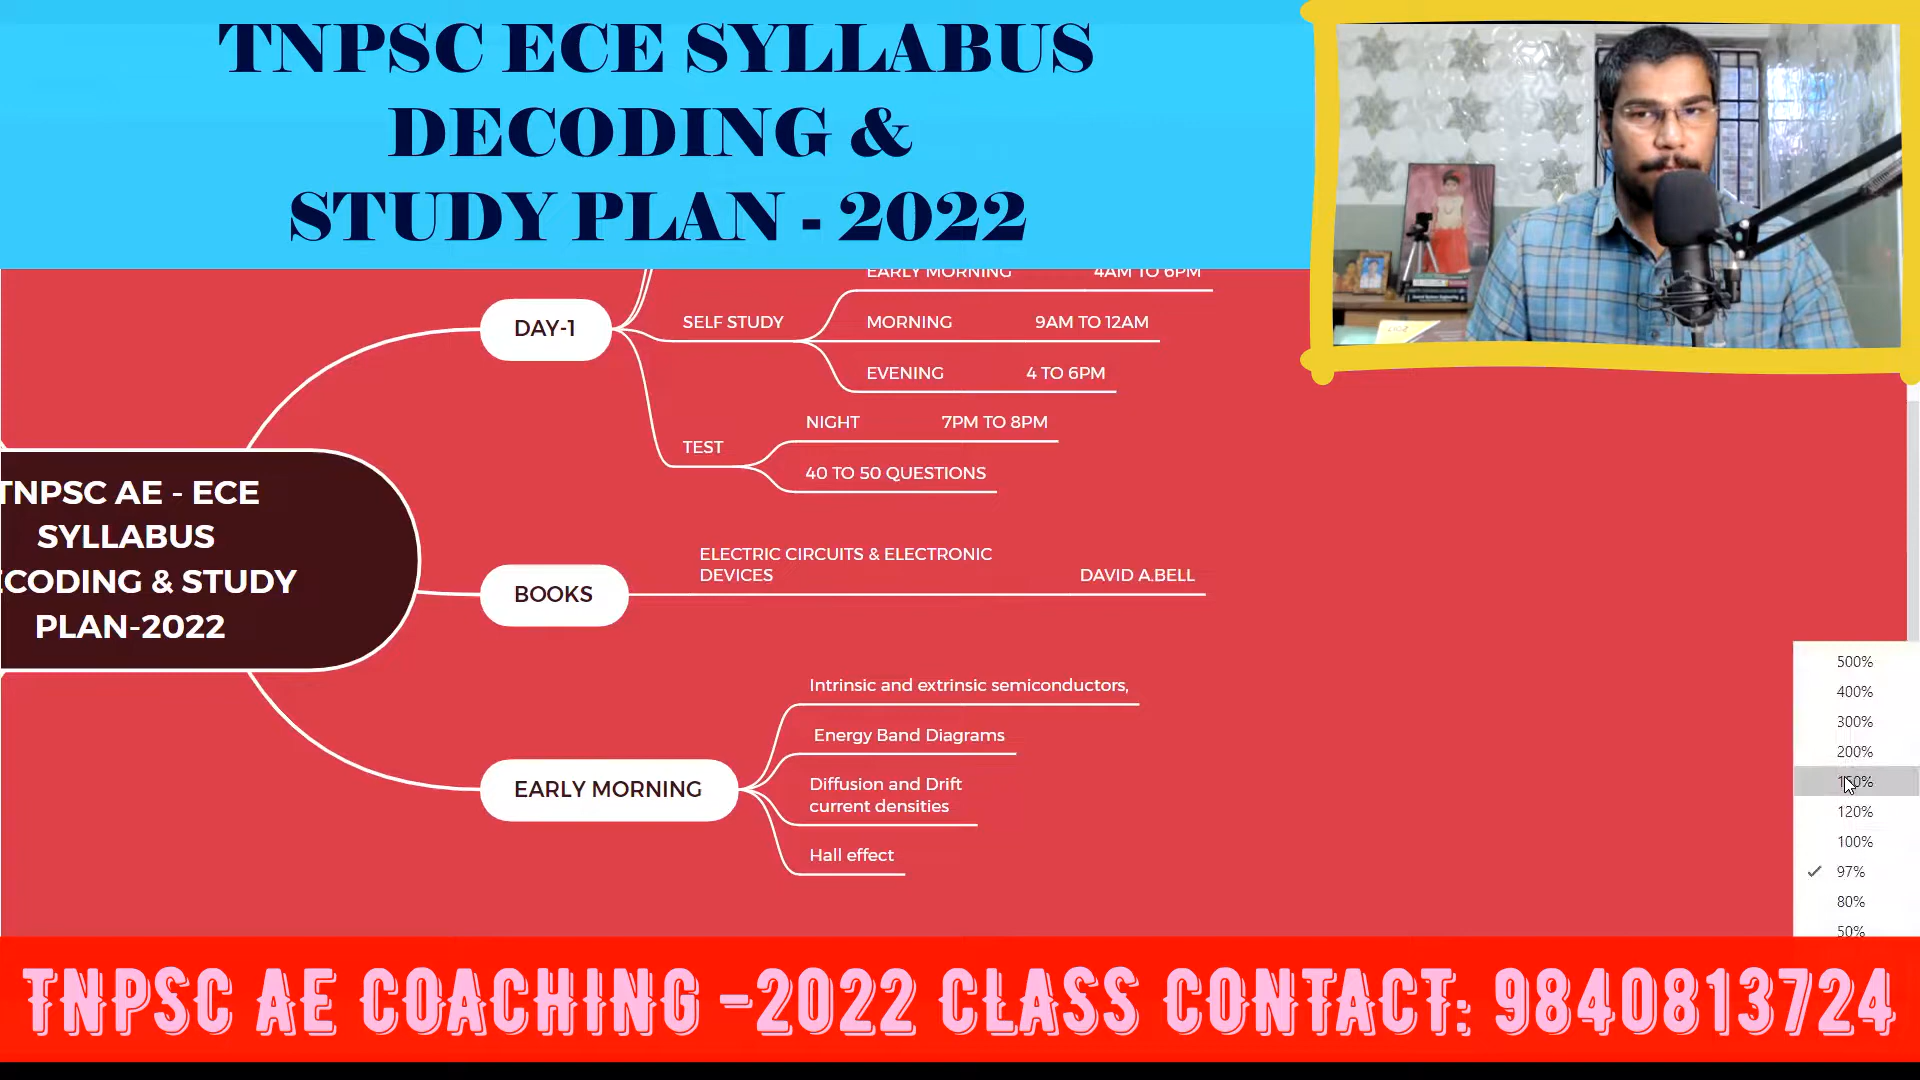 TNPSC ECE SYLLABUS
DECODING &
STUDY PLAN - 2022
EARLY MORNING 4AM TO 6PM
DAY-1
SELF STUDY
MORNING 9AM TO 12AM
EVENING 4 TO 6PM
NIGHT 7PM TO 8PM
TEST
40 TO 50 QUESTIONS
TNPSC AE - ECE
SYLLABUS
ECODING & STUDY
PLAN-2022
BOOKS
ELECTRIC CIRCUITS & ELECTRONIC
DEVICES
DAVID A.BELL
EARLY MORNING
Intrinsic and extrinsic semiconductors,
Energy Band Diagrams
Diffusion and Drift
current densities
Hall effect
500%
400%
300%
200%
120%
100%
97%
80%
50%
TNPSC AE COACHING -2022 CLASS CONTACT: 9840813724